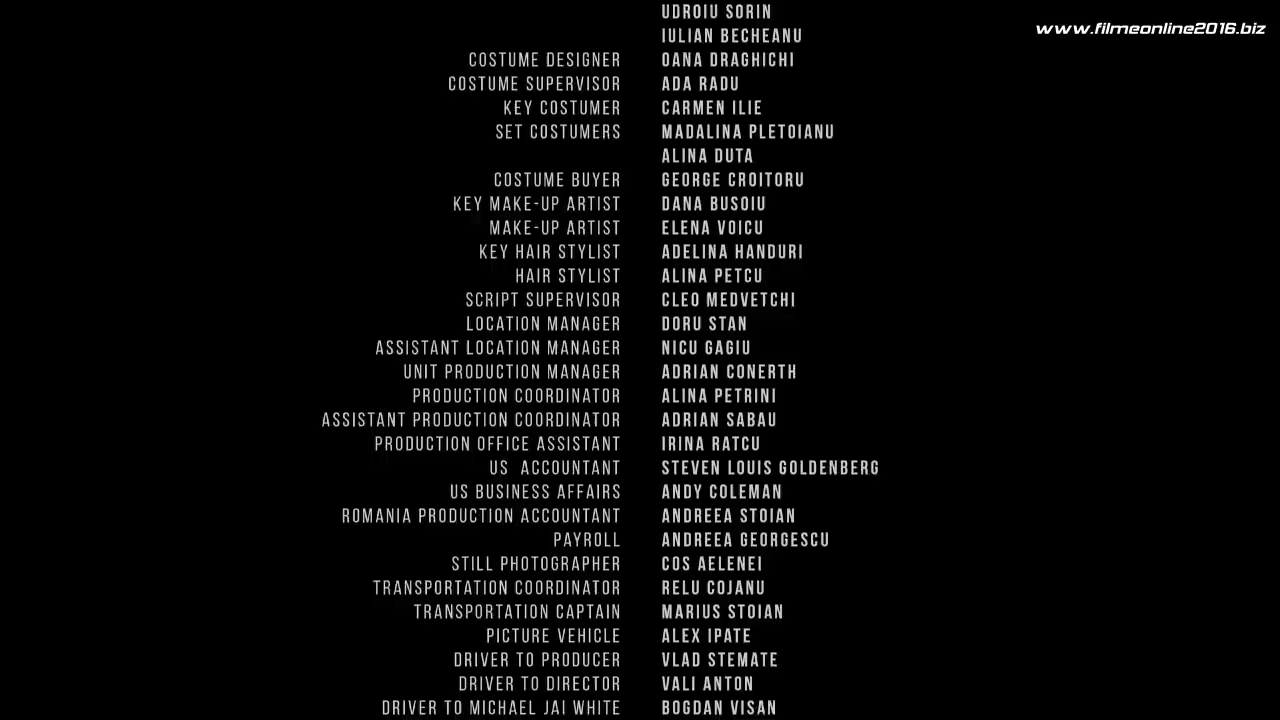 UDROIU SORIN
www.filmeonline2016.biz
IULIAN BECHEANU
COSTUME DESIGNER OANA DRAGHICHI
COSTUME SUPERVISOR ADA RADU
KEY COSTUMER CARMEN ILIE
SET COSTUMERS MADALINA PLETOIANU
ALINA DUTA
COSTUME BUYER GEORGE CROITORU
KEY MAKE-UP ARTIST DANA BUSOIU
MAKE-UP ARTIST ELENA VOICU
KEY HAIR STYLIST ADELINA HANDURI
HAIR STYLIST ALINA PETCU
SCRIPT SUPERVISOR CLEO MEDVETCHI
LOCATION MANAGER DORU STAN
ASSISTANT LOCATION MANAGER NICU GAGIU
UNIT PRODUCTION MANAGER ADRIAN CONERTH
PRODUCTION COORDINATOR ALINA PETRINI
ASSISTANT PRODUCTION COORDINATOR ADRIAN SABAU
PRODUCTION OFFICE ASSISTANT IRINA RATCU
US ACCOUNTANT STEVEN LOUIS GOLDENBERG
US BUSINESS AFFAIRS ANDY COLEMAN
ROMANIA PRODUCTION ACCOUNTANT ANDREEA STOIAN
PAYROLL ANDREEA GEORGESCU
STILL PHOTOGRAPHER COS AELENEI
TRANSPORTATION COORDINATOR RELU COJANU
TRANSPORTATION CAPTAIN MARIUS STOIAN
PICTURE VEHICLE ALEX IPATE
DRIVER TO PRODUCER VLAD STEMATE
DRIVER TO DIRECTOR VALI ANTON
DRIVER TO MICHAEL JAI WHITE BOGDAN VISAN